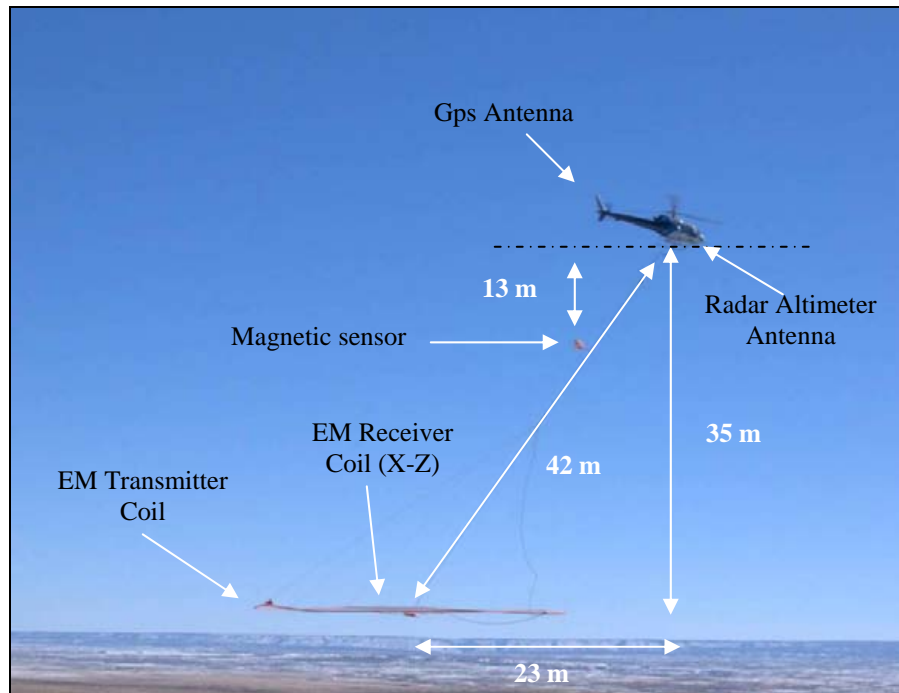 Gps Antenna
13 m
Radar Altimeter
Antenna
Magnetic sensor
EM Receiver
Coil (X-Z)
42 m
35 m
EM Transmitter
Coil
23 m